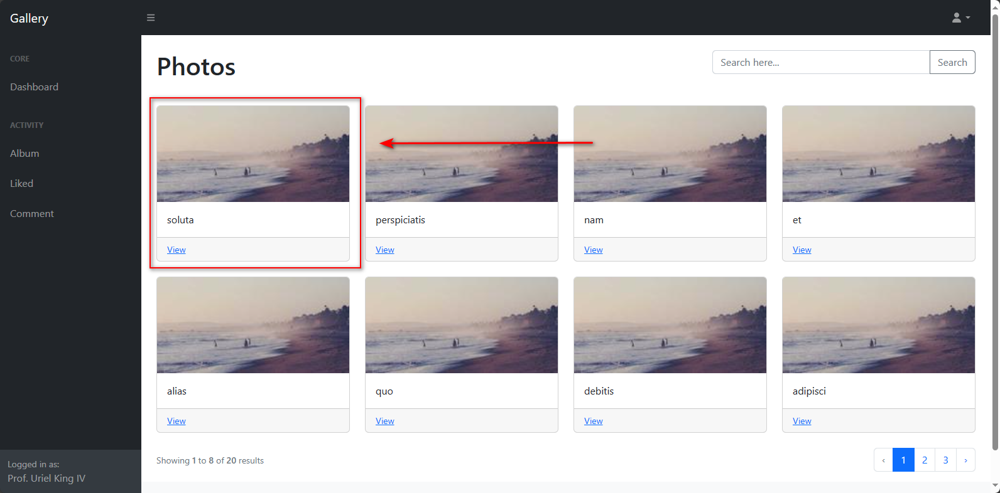 Gallery
CORE
Dashboard
ACTIVITY
Album
Liked
Comment
Logged in as:
Prof. Uriel King IV
Photos
Search here...
Search
soluta
perspiciatis
nam
et
View
View
View
View
alias
quo
debitis
adipisci
View
View
View
View
Showing 1 to 8 of 20 results
‹ 1 2 3 ›